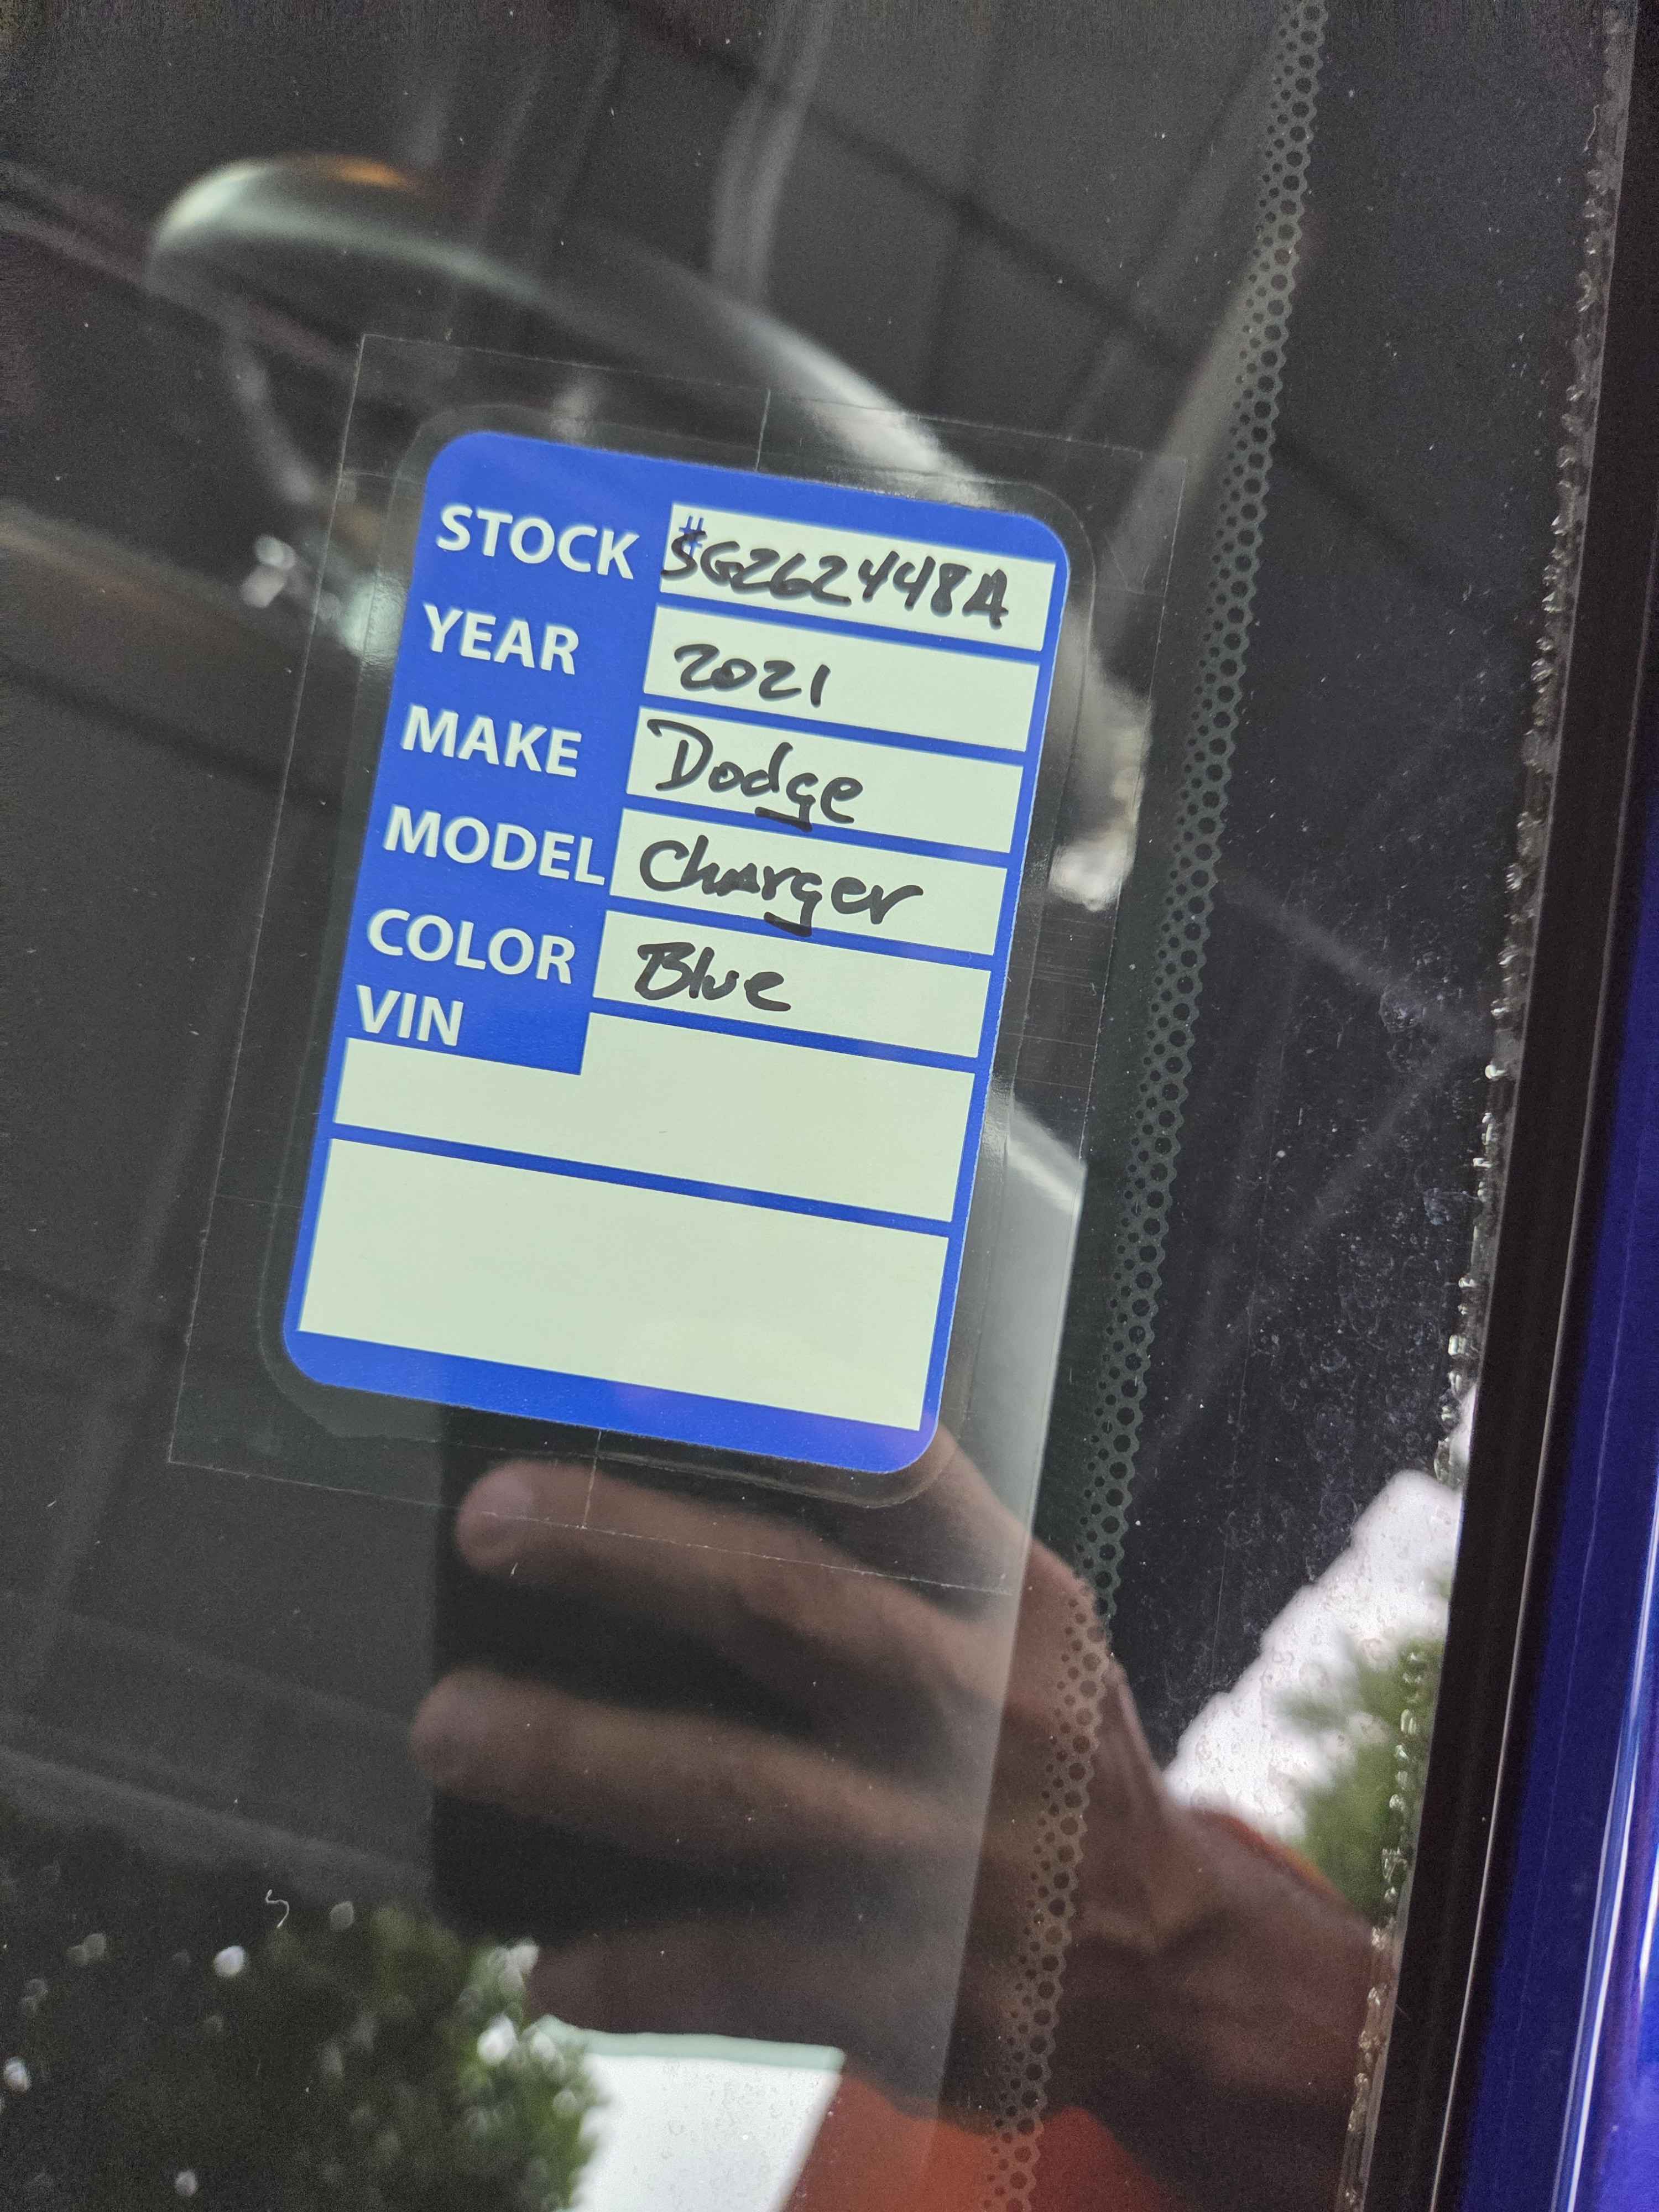 STOCK #SG262448A
YEAR 2021
MAKE Dodge
MODEL Charger
COLOR Blue
VIN